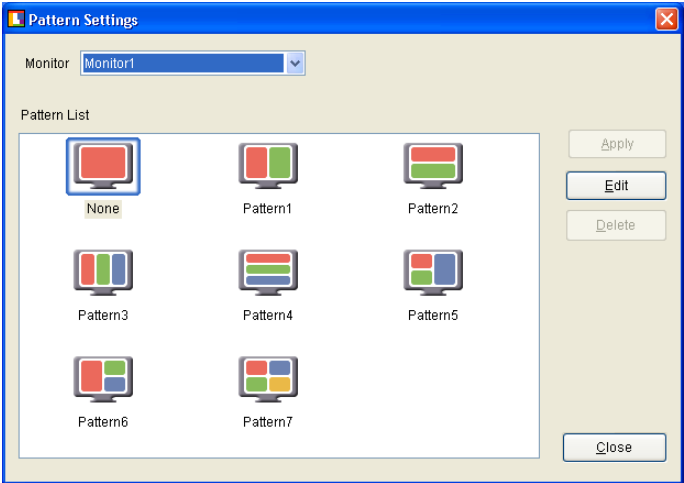 Pattern Settings
Monitor Monitor1
Pattern List
Apply
Edit
Delete
None Pattern1 Pattern2
Pattern3 Pattern4 Pattern5
Pattern6 Pattern7
Close